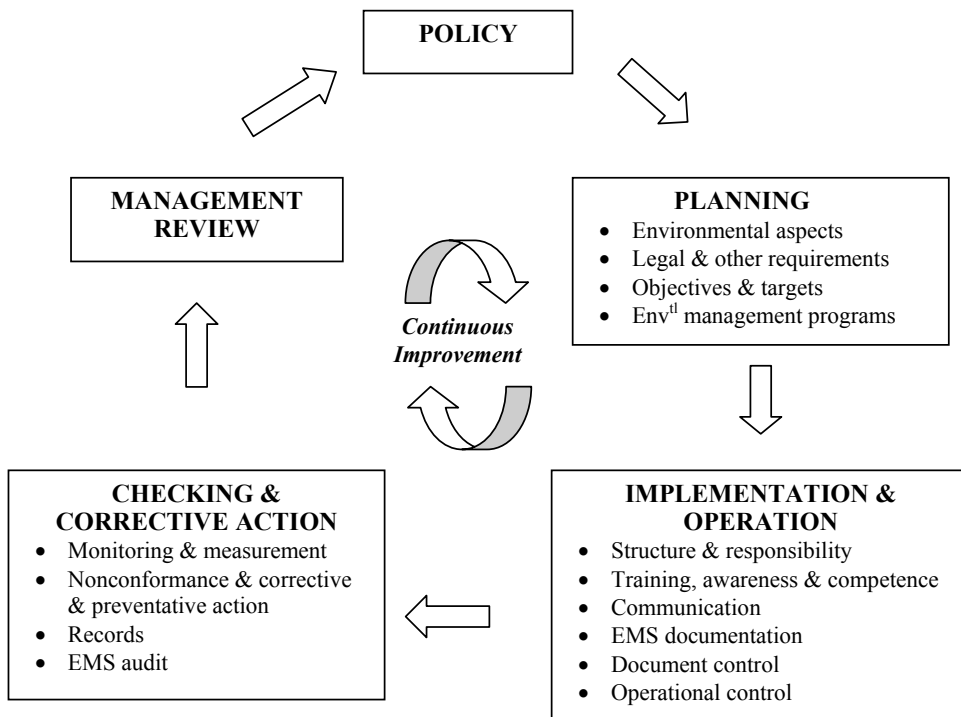 POLICY
MANAGEMENT
REVIEW
PLANNING
• Environmental aspects
• Legal & other requirements
• Objectives & targets
• Env^tl management programs
Continuous
Improvement
CHECKING &
CORRECTIVE ACTION
• Monitoring & measurement
• Nonconformance & corrective
& preventative action
• Records
• EMS audit
IMPLEMENTATION &
OPERATION
• Structure & responsibility
• Training, awareness & competence
• Communication
• EMS documentation
• Document control
• Operational control